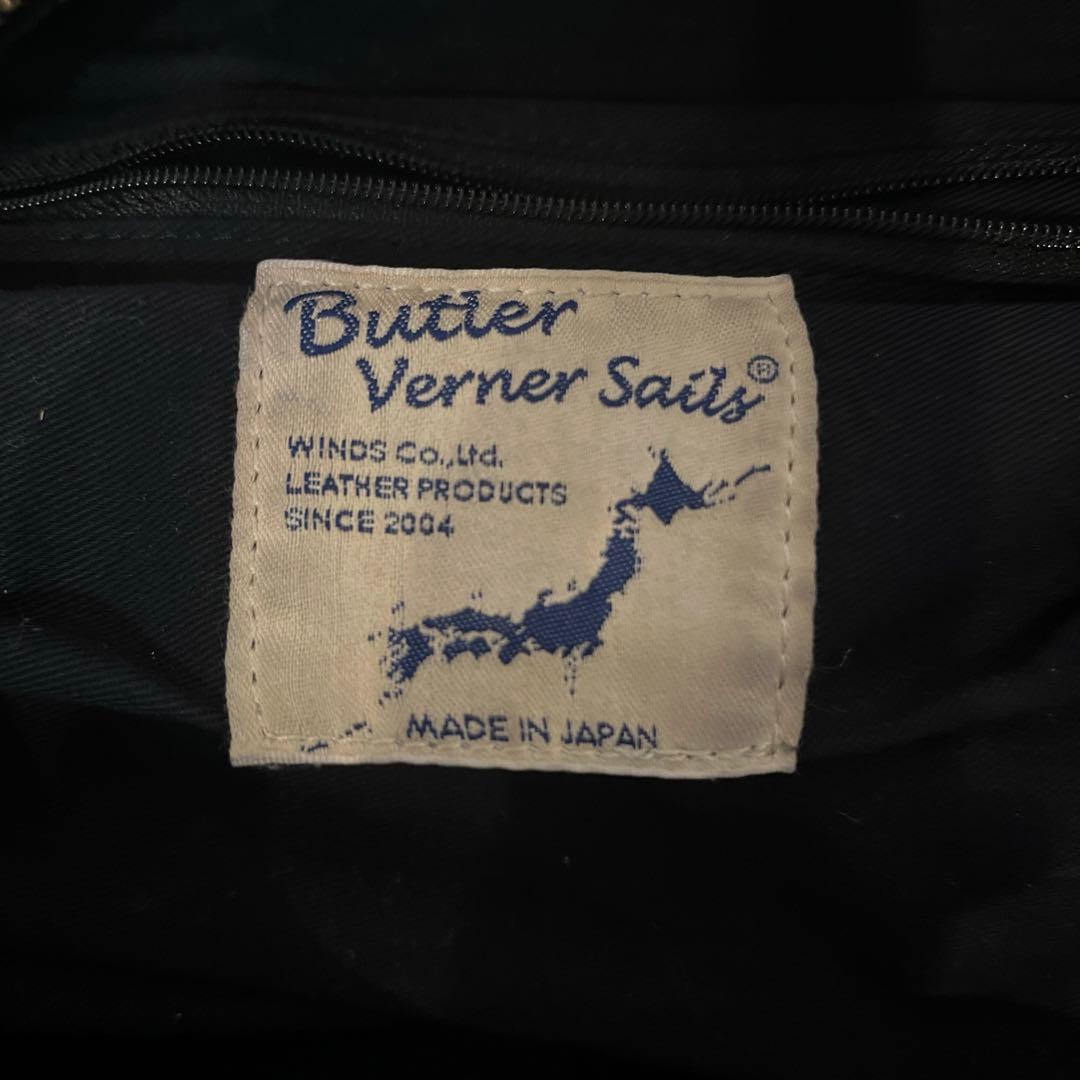 Butler
Verner Sails®
WINDS Co.,Ltd.
LEATHER PRODUCTS
SINCE 2004
MADE IN JAPAN